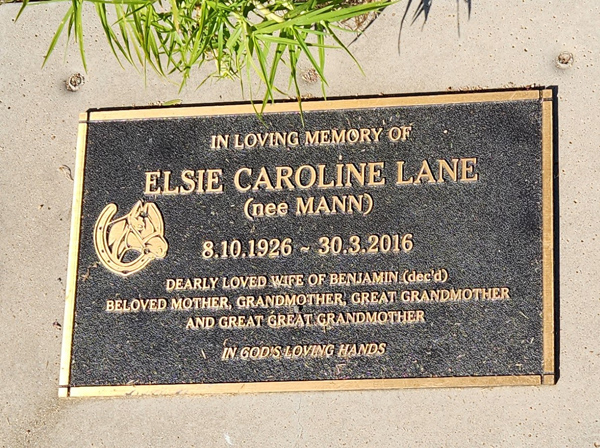 IN LOVING MEMORY OF
ELSIE CAROLINE LANE
(nee MANN)
8.10.1926 ~ 30.3.2016
DEARLY LOVED WIFE OF BENJAMIN (dec'd)
BELOVED MOTHER, GRANDMOTHER, GREAT GRANDMOTHER
AND GREAT GREAT GRANDMOTHER
IN GOD'S LOVING HANDS